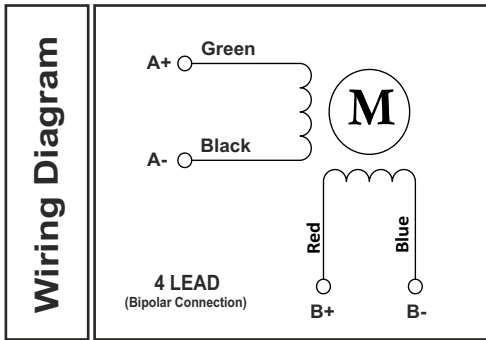 Wiring Diagram
A+
Green
M
A-
Black
Red
Blue
4 LEAD
(Bipolar Connection)
B+
B-